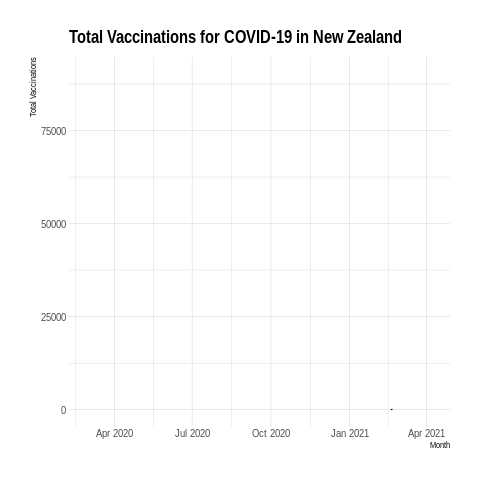 Total Vaccinations for COVID-19 in New Zealand
Total Vaccinations
75000
50000
25000
0
Apr 2020 Jul 2020 Oct 2020 Jan 2021 Apr 2021
Month